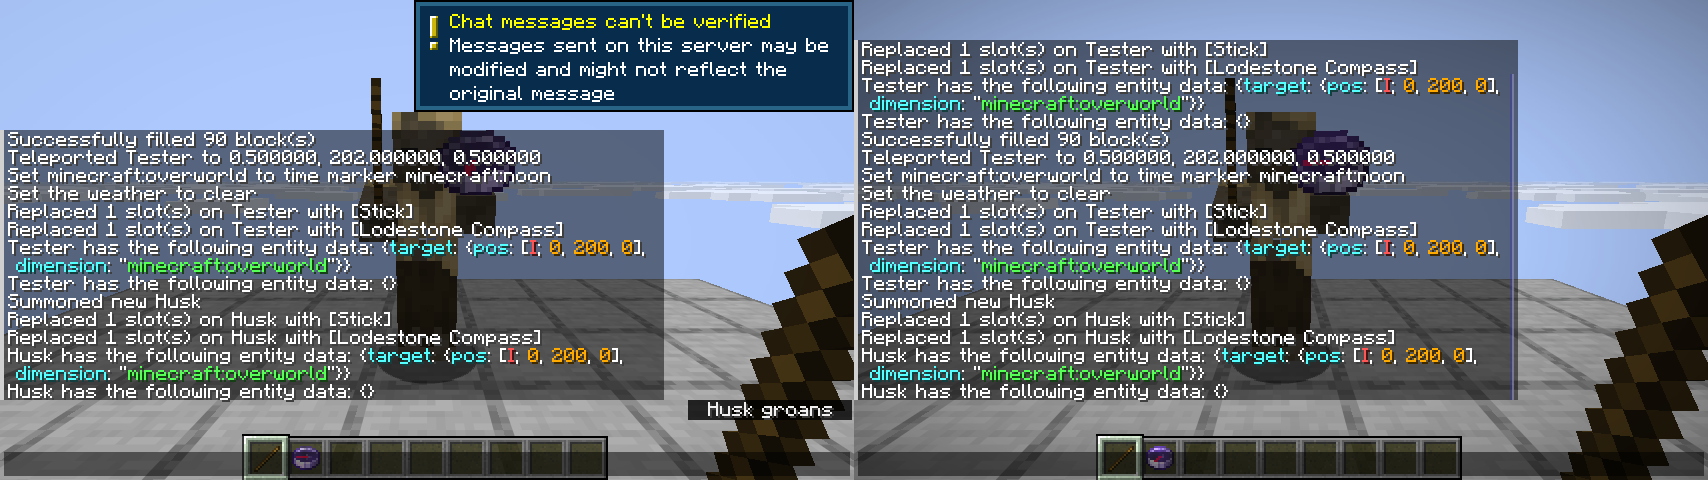 Chat messages can't be verified
Messages sent on this server may be
modified and might not reflect the
original message
Successfully filled 90 block(s)
Teleported Tester to 0.500000, 202.000000, 0.500000
Set minecraft:overworld to time marker minecraft:noon
Set the weather to clear
Replaced 1 slot(s) on Tester with [Stick]
Replaced 1 slot(s) on Tester with [Lodestone Compass]
Tester has the following entity data: {target: {pos: [I; 0, 200, 0],
dimension: "minecraft:overworld"}}
Tester has the following entity data: {}
Summoned new Husk
Replaced 1 slot(s) on Husk with [Stick]
Replaced 1 slot(s) on Husk with [Lodestone Compass]
Husk has the following entity data: {target: {pos: [I; 0, 200, 0],
dimension: "minecraft:overworld"}}
Husk has the following entity data: {}
Husk groans
Replaced 1 slot(s) on Tester with [Stick]
Replaced 1 slot(s) on Tester with [Lodestone Compass]
Tester has the following entity data: {target: {pos: [I; 0, 200, 0],
dimension: "minecraft:overworld"}}
Tester has the following entity data: {}
Successfully filled 90 block(s)
Teleported Tester to 0.500000, 202.000000, 0.500000
Set minecraft:overworld to time marker minecraft:noon
Set the weather to clear
Replaced 1 slot(s) on Tester with [Stick]
Replaced 1 slot(s) on Tester with [Lodestone Compass]
Tester has the following entity data: {target: {pos: [I; 0, 200, 0],
dimension: "minecraft:overworld"}}
Tester has the following entity data: {}
Summoned new Husk
Replaced 1 slot(s) on Husk with [Stick]
Replaced 1 slot(s) on Husk with [Lodestone Compass]
Husk has the following entity data: {target: {pos: [I; 0, 200, 0],
dimension: "minecraft:overworld"}}
Husk has the following entity data: {}